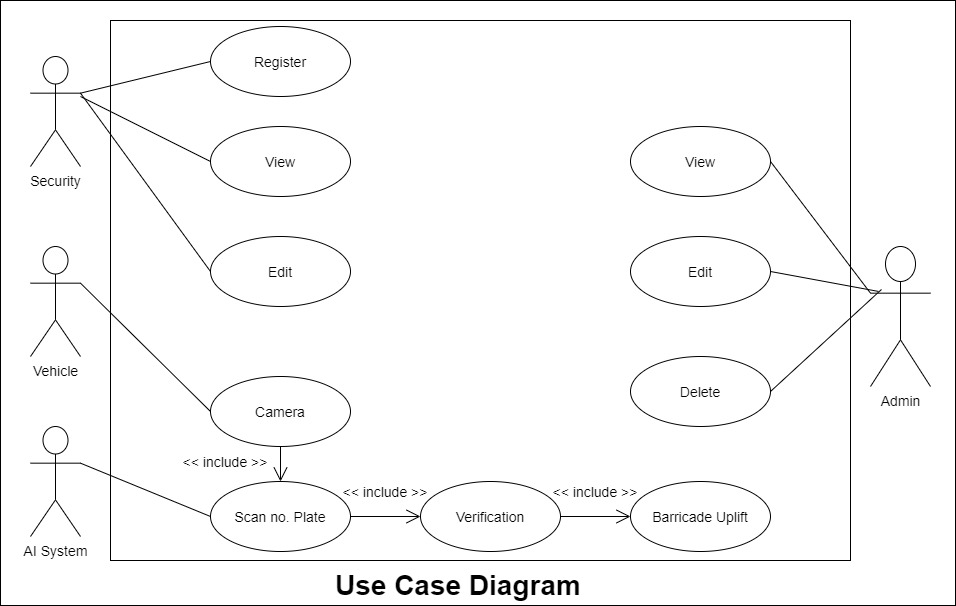 Register
Security
View
View
Edit
Edit
Vehicle
Camera
Delete
Admin
<< include >>
AI System
Scan no. Plate
<< include >>
Verification
<< include >>
Barricade Uplift
Use Case Diagram